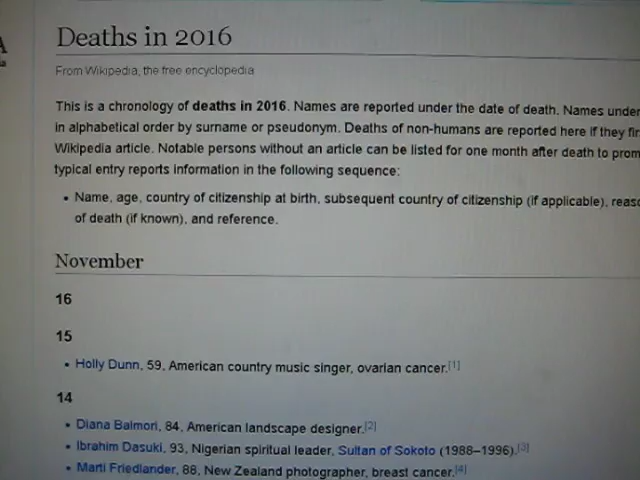 Deaths in 2016
From Wikipedia, the free encyclopedia
This is a chronology of deaths in 2016. Names are reported under the date of death. Names under
in alphabetical order by surname or pseudonym. Deaths of non-humans are reported here if they
Wikipedia article. Notable persons without an article can be listed for one month after death to
typical entry reports information in the following sequence:
• Name, age, country of citizenship at birth, subsequent country of citizenship (if applicable),
of death (if known), and reference.
November
16
15
• Holly Dunn, 59, American country music singer, ovarian cancer.[1]
14
• Diana Balmori, 84, American landscape designer.[2]
• Ibrahim Dasuki, 93, Nigerian spiritual leader, Sultan of Sokoto (1988–1996).[3]
• Marti Friedlander, 88, New Zealand photographer, breast cancer.[4]